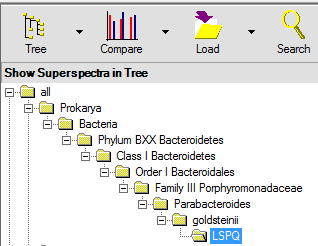 Tree Compare Load Search
Show Superspectra in Tree
all
Prokarya
Bacteria
Phylum BXX Bacteroidetes
Class I Bacteroidetes
Order I Bacteroidales
Family III Porphyromonadaceae
Parabacteroides
goldsteinii
LSPQ